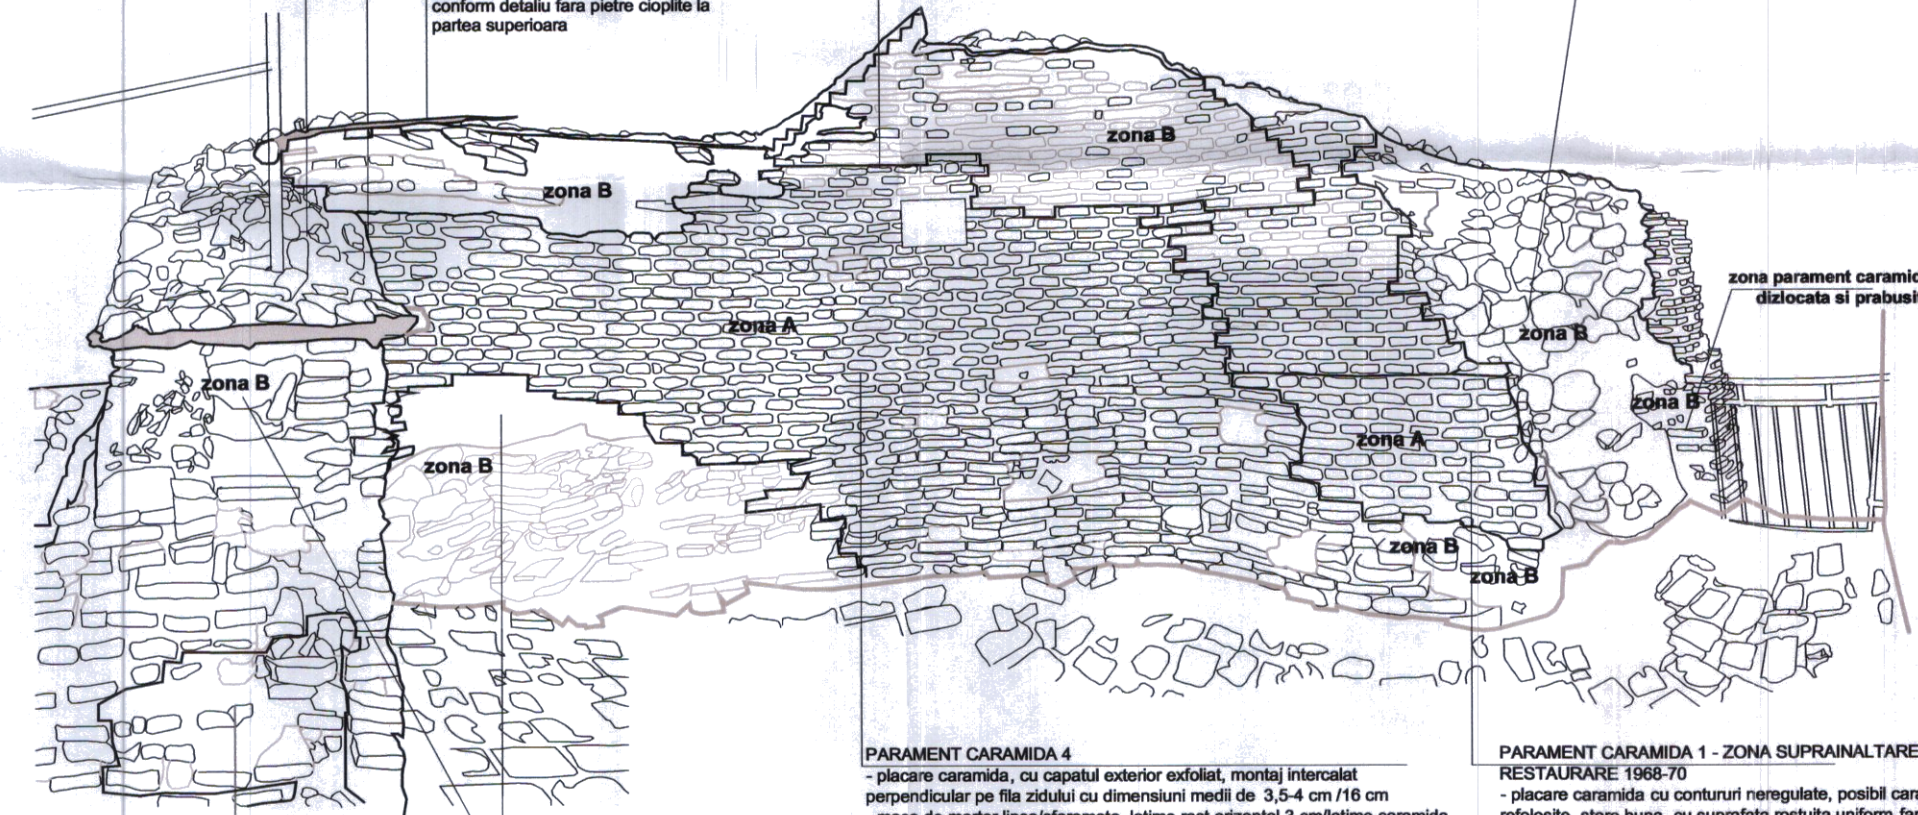 conform detaliu fara pietre cioplite la
partea superioara
zona B
zona B
zona A
zona parament caramid
dizlocata si prabusi
zona B
zona B
zona B
zona A
zona B
zona B
zona B
PARAMENT CARAMIDA 4
- placare caramida, cu capatul exterior exfoliat, montaj intercalat
perpendicular pe fila zidului cu dimensiuni medii de 3,5-4 cm /16 cm
PARAMENT CARAMIDA 1 - ZONA SUPRAINALTARE
RESTAURARE 1968-70
- placare caramida cu contururi neregulate, posibil cara